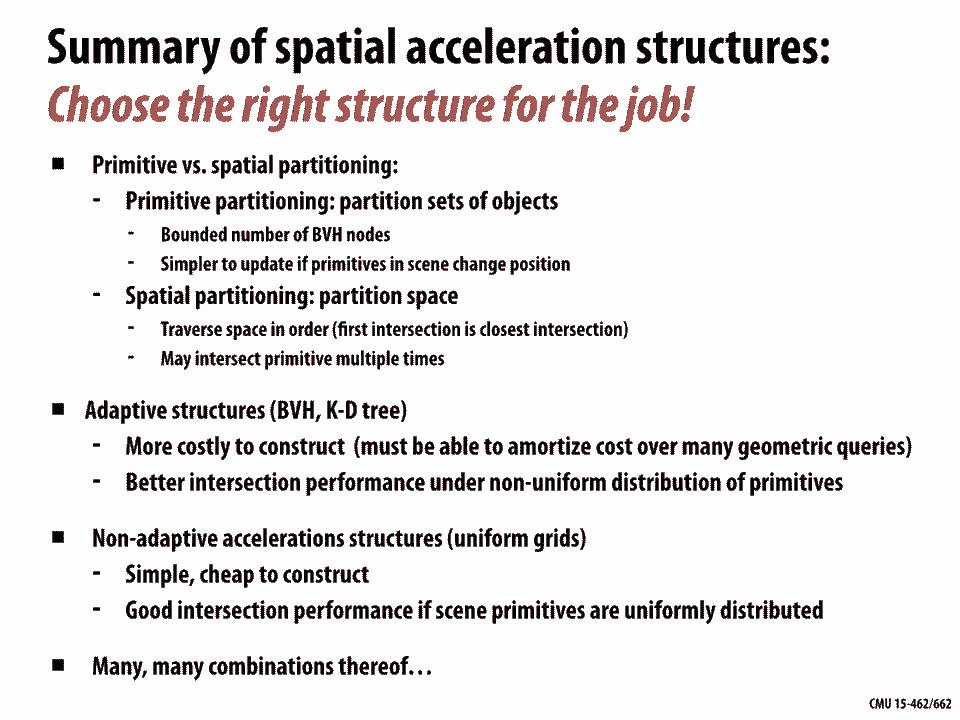 Summary of spatial acceleration structures:
Choose the right structure for the job!
■ Primitive vs. spatial partitioning:
- Primitive partitioning: partition sets of objects
- Bounded number of BVH nodes
- Simpler to update if primitives in scene change position
- Spatial partitioning: partition space
- Traverse space in order (first intersection is closest intersection)
- May intersect primitive multiple times
■ Adaptive structures (BVH, K-D tree)
- More costly to construct (must be able to amortize cost over many geometric queries)
- Better intersection performance under non-uniform distribution of primitives
■ Non-adaptive accelerations structures (uniform grids)
- Simple, cheap to construct
- Good intersection performance if scene primitives are uniformly distributed
■ Many, many combinations thereof…
CMU 15-462/662